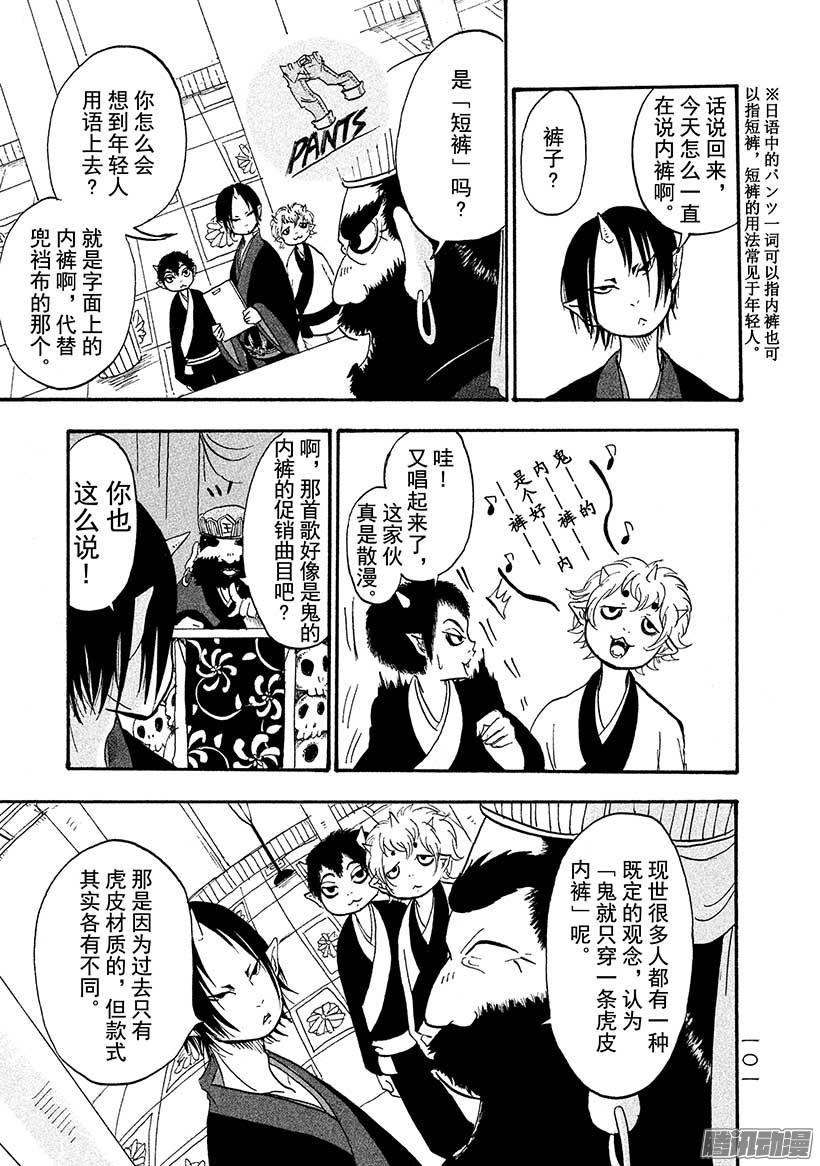 ※日语中的パンツ一词可以指内裤也可
以指短裤，短裤的用法常见于年轻人。
话说回来，
今天怎么一直
在说内裤啊。
裤子？
是「短裤」吗？
PANTS
你怎么会
想到年轻人
用语上去？
就是字面上的
内裤啊，代替
兜裆布的那个。
鬼的内
内裤
是个好
裤
哇！
又唱起来了，
这家伙
真是散漫。
啊，那首歌好像是鬼的
内裤的促销曲目吧？
你也
这么说！
现世很多人都有一种
既定的观念，认为
「鬼就只穿一条虎皮
内裤」呢。
那是因为过去只有
虎皮材质的，但款式
其实各有不同。
101
腾讯动漫